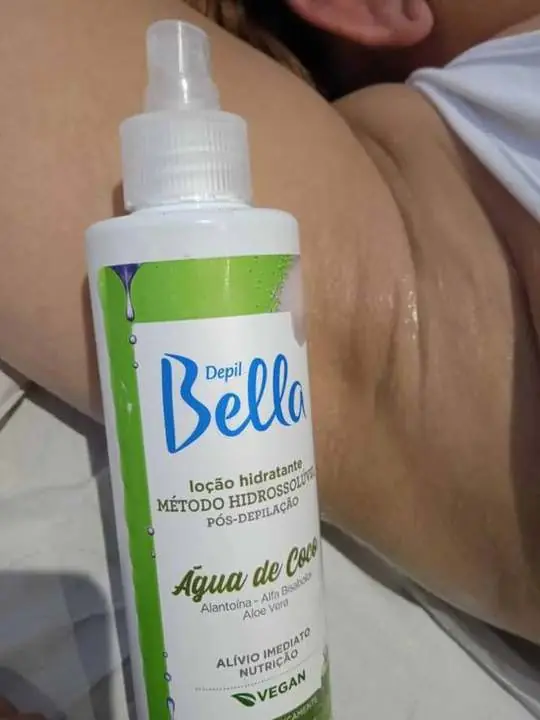 Depil
Bella
loção hidratante
MÉTODO HIDROSSOLÚVEL
PÓS-DEPILAÇÃO
Água de Coco
Alantoína - Alfa Bisabolol
Aloe Vera
ALÍVIO IMEDIATO
NUTRIÇÃO
VEGAN